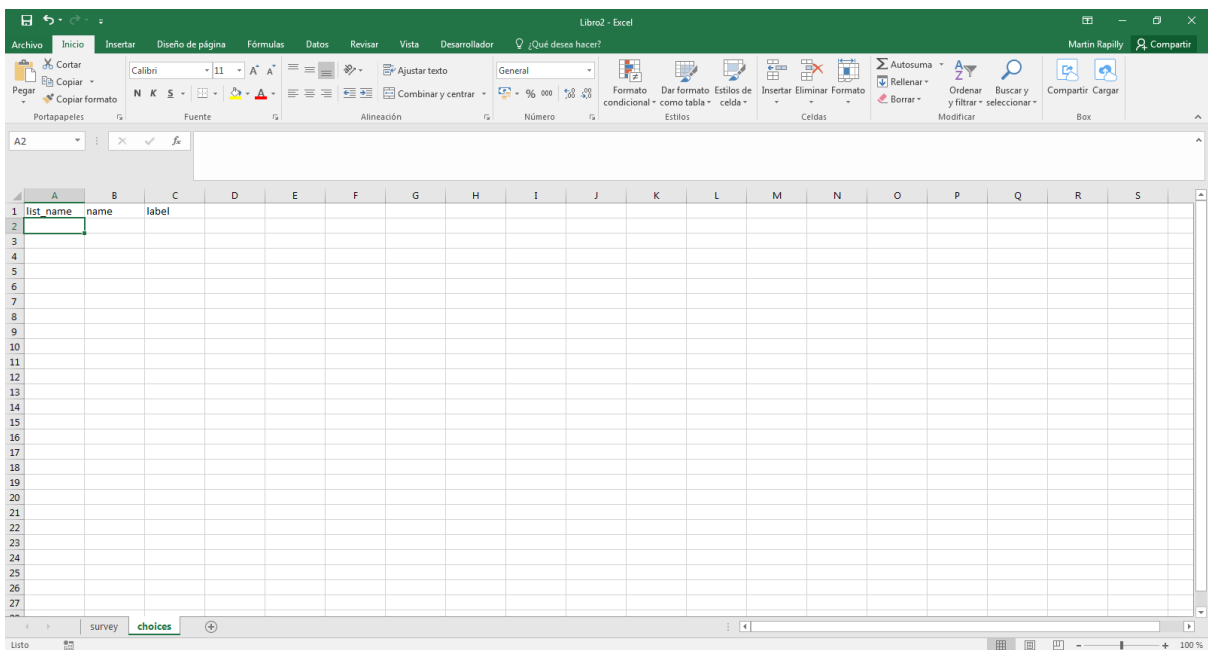 Libro2 - Excel
Archivo Inicio Insertar Diseño de página Fórmulas Datos Revisar Vista Desarrollador ¿Qué desea hacer? Martin Rapilly Compartir
Pegar
Cortar
Copiar
Copiar formato
Portapapeles
Calibri 11
N K S
Fuente
Ajustar texto
Combinar y centrar
Alineación
General
% 000
Número
Formato condicional
Dar formato como tabla
Estilos de celda
Estilos
Insertar Eliminar Formato
Celdas
Autosuma
Rellenar
Borrar
Ordenar y filtrar
Buscar y seleccionar
Modificar
Compartir Cargar
Box
A2 fx
A B C D E F G H I J K L M N O P Q R S
1 list_name name label
2
3
4
5
6
7
8
9
10
11
12
13
14
15
16
17
18
19
20
21
22
23
24
25
26
27
survey choices
Listo 100 %